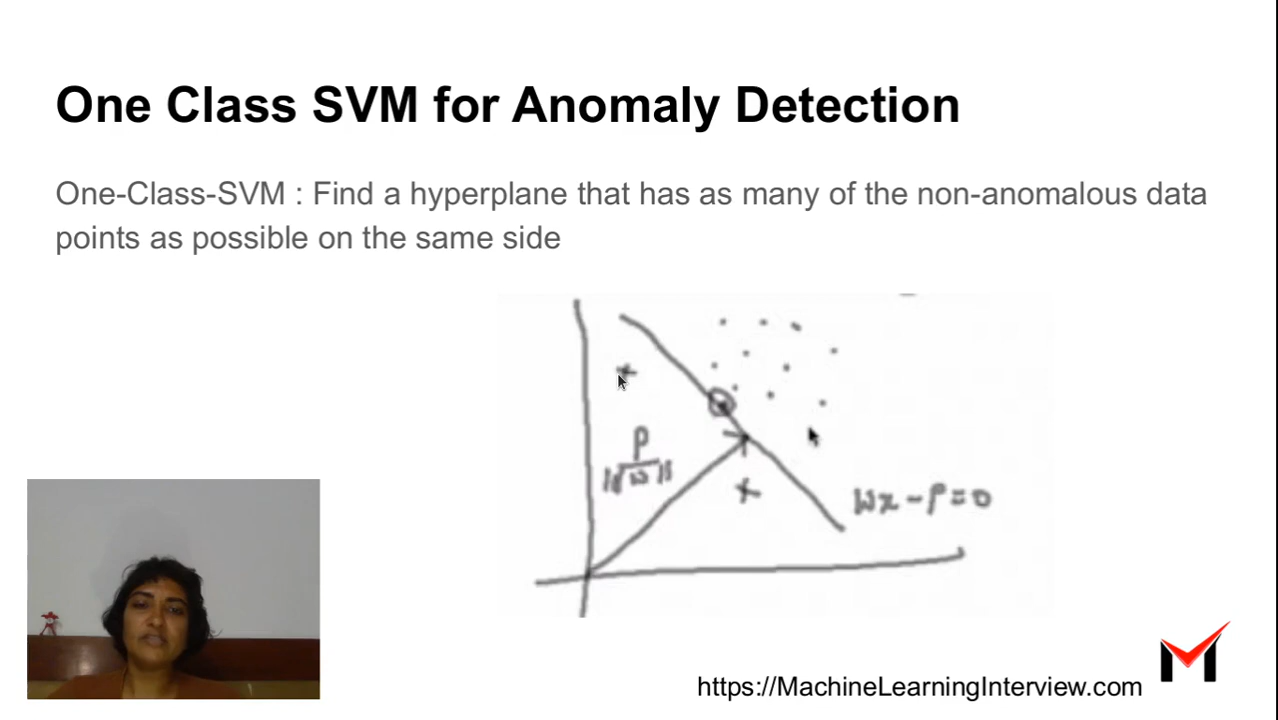 One Class SVM for Anomaly Detection
One-Class-SVM : Find a hyperplane that has as many of the non-anomalous data
points as possible on the same side
ρ
||w||
wx - ρ = 0
https://MachineLearningInterview.com